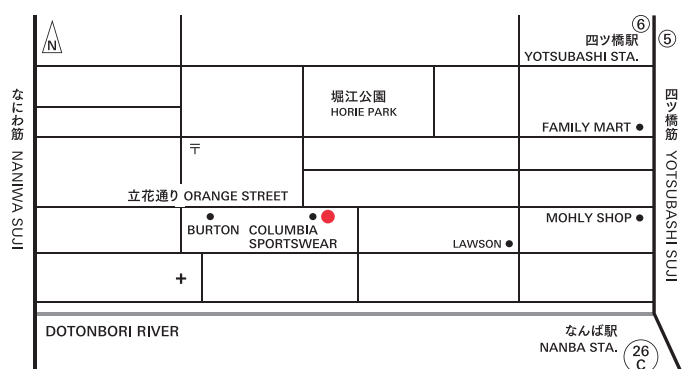 N
⑥
四ツ橋駅
YOTSUBASHI STA.
⑤
なにわ筋 NANIWA SUJI
堀江公園
HORIE PARK
四ツ橋筋 YOTSUBASHI SUJI
FAMILY MART
〒
立花通り ORANGE STREET
BURTON
COLUMBIA
SPORTSWEAR
MOHLY SHOP
LAWSON
DOTONBORI RIVER
なんば駅
NANBA STA.
26
C